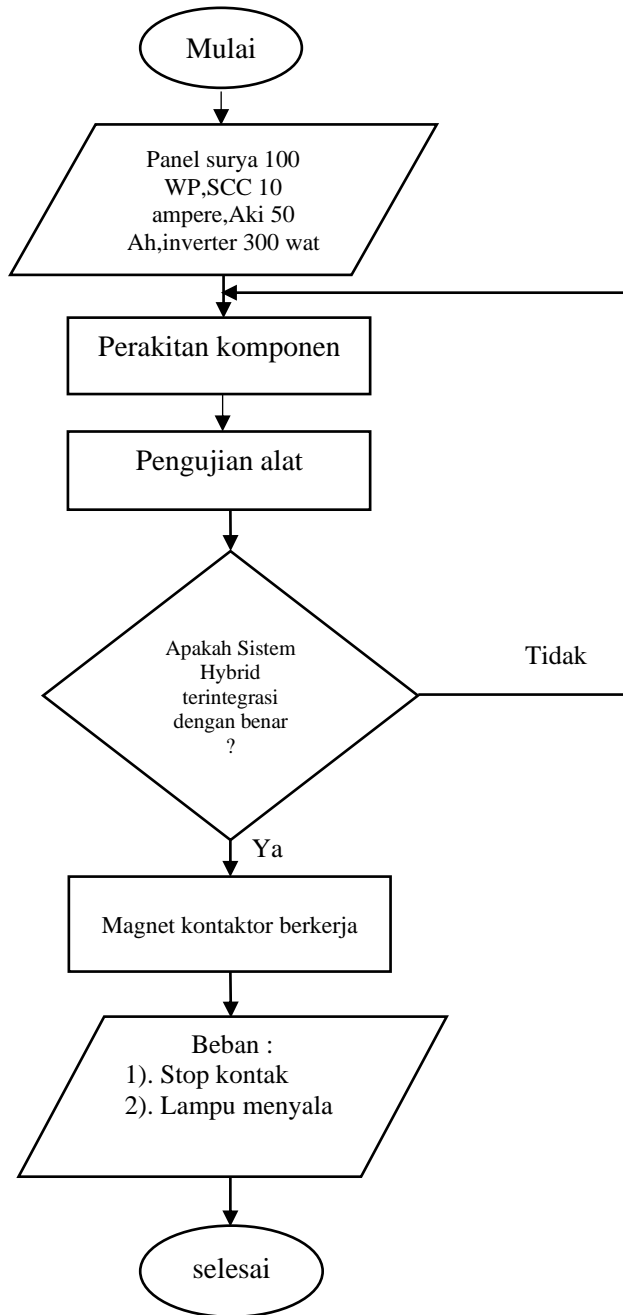 Mulai
Panel surya 100
WP,SCC 10
ampere,Aki 50
Ah,inverter 300 wat
Perakitan komponen
Pengujian alat
Apakah Sistem
Hybrid
terintegrasi
dengan benar
?
Tidak
Ya
Magnet kontaktor berkerja
Beban :
1). Stop kontak
2). Lampu menyala
selesai